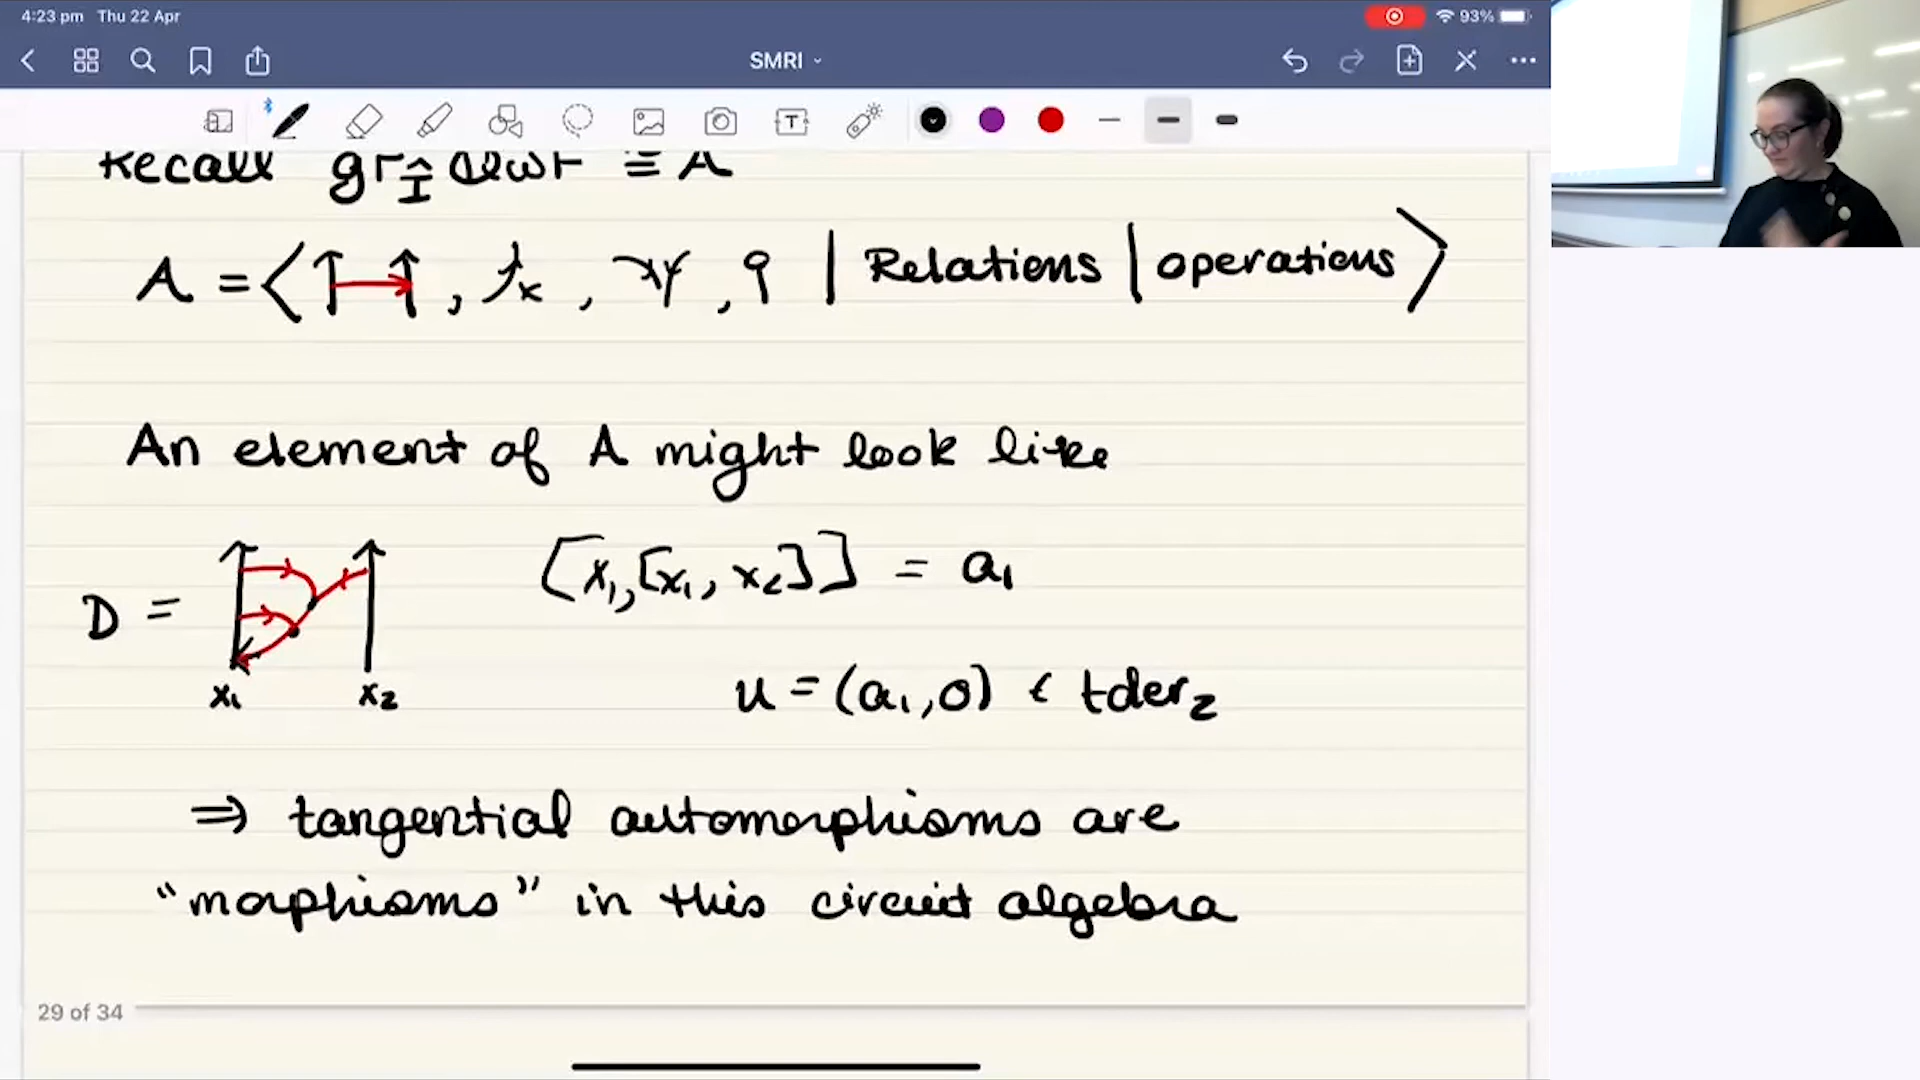 4:23 pm Thu 22 Apr
93%
SMRI
T
Recall gr_I ≅ A
A = ⟨ , , , | Relations | operations ⟩
An element of A might look like
D =
x₁ x₂
[x₁,[x₁, x₂]] = a₁
u = (a₁,0) ∈ tder₂
⇒ tangential automorphisms are
"morphisms" in this circuit algebra
29 of 34